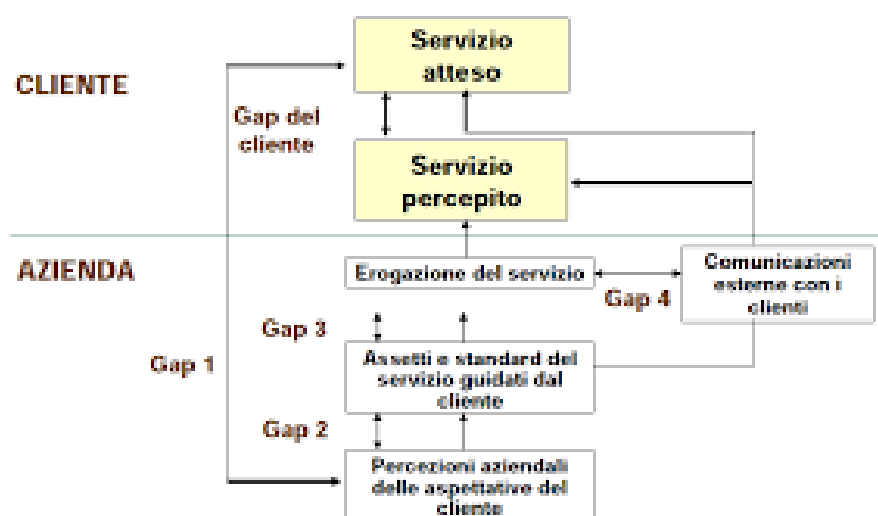 Servizio
atteso
CLIENTE
Gap del
cliente
Servizio
percepito
AZIENDA
Erogazione del servizio
Comunicazioni
esterne con i
clienti
Gap 4
Gap 3
Gap 1
Assetti e standard del
servizio guidati dal
cliente
Gap 2
Percezioni aziendali
delle aspettative del
cliente